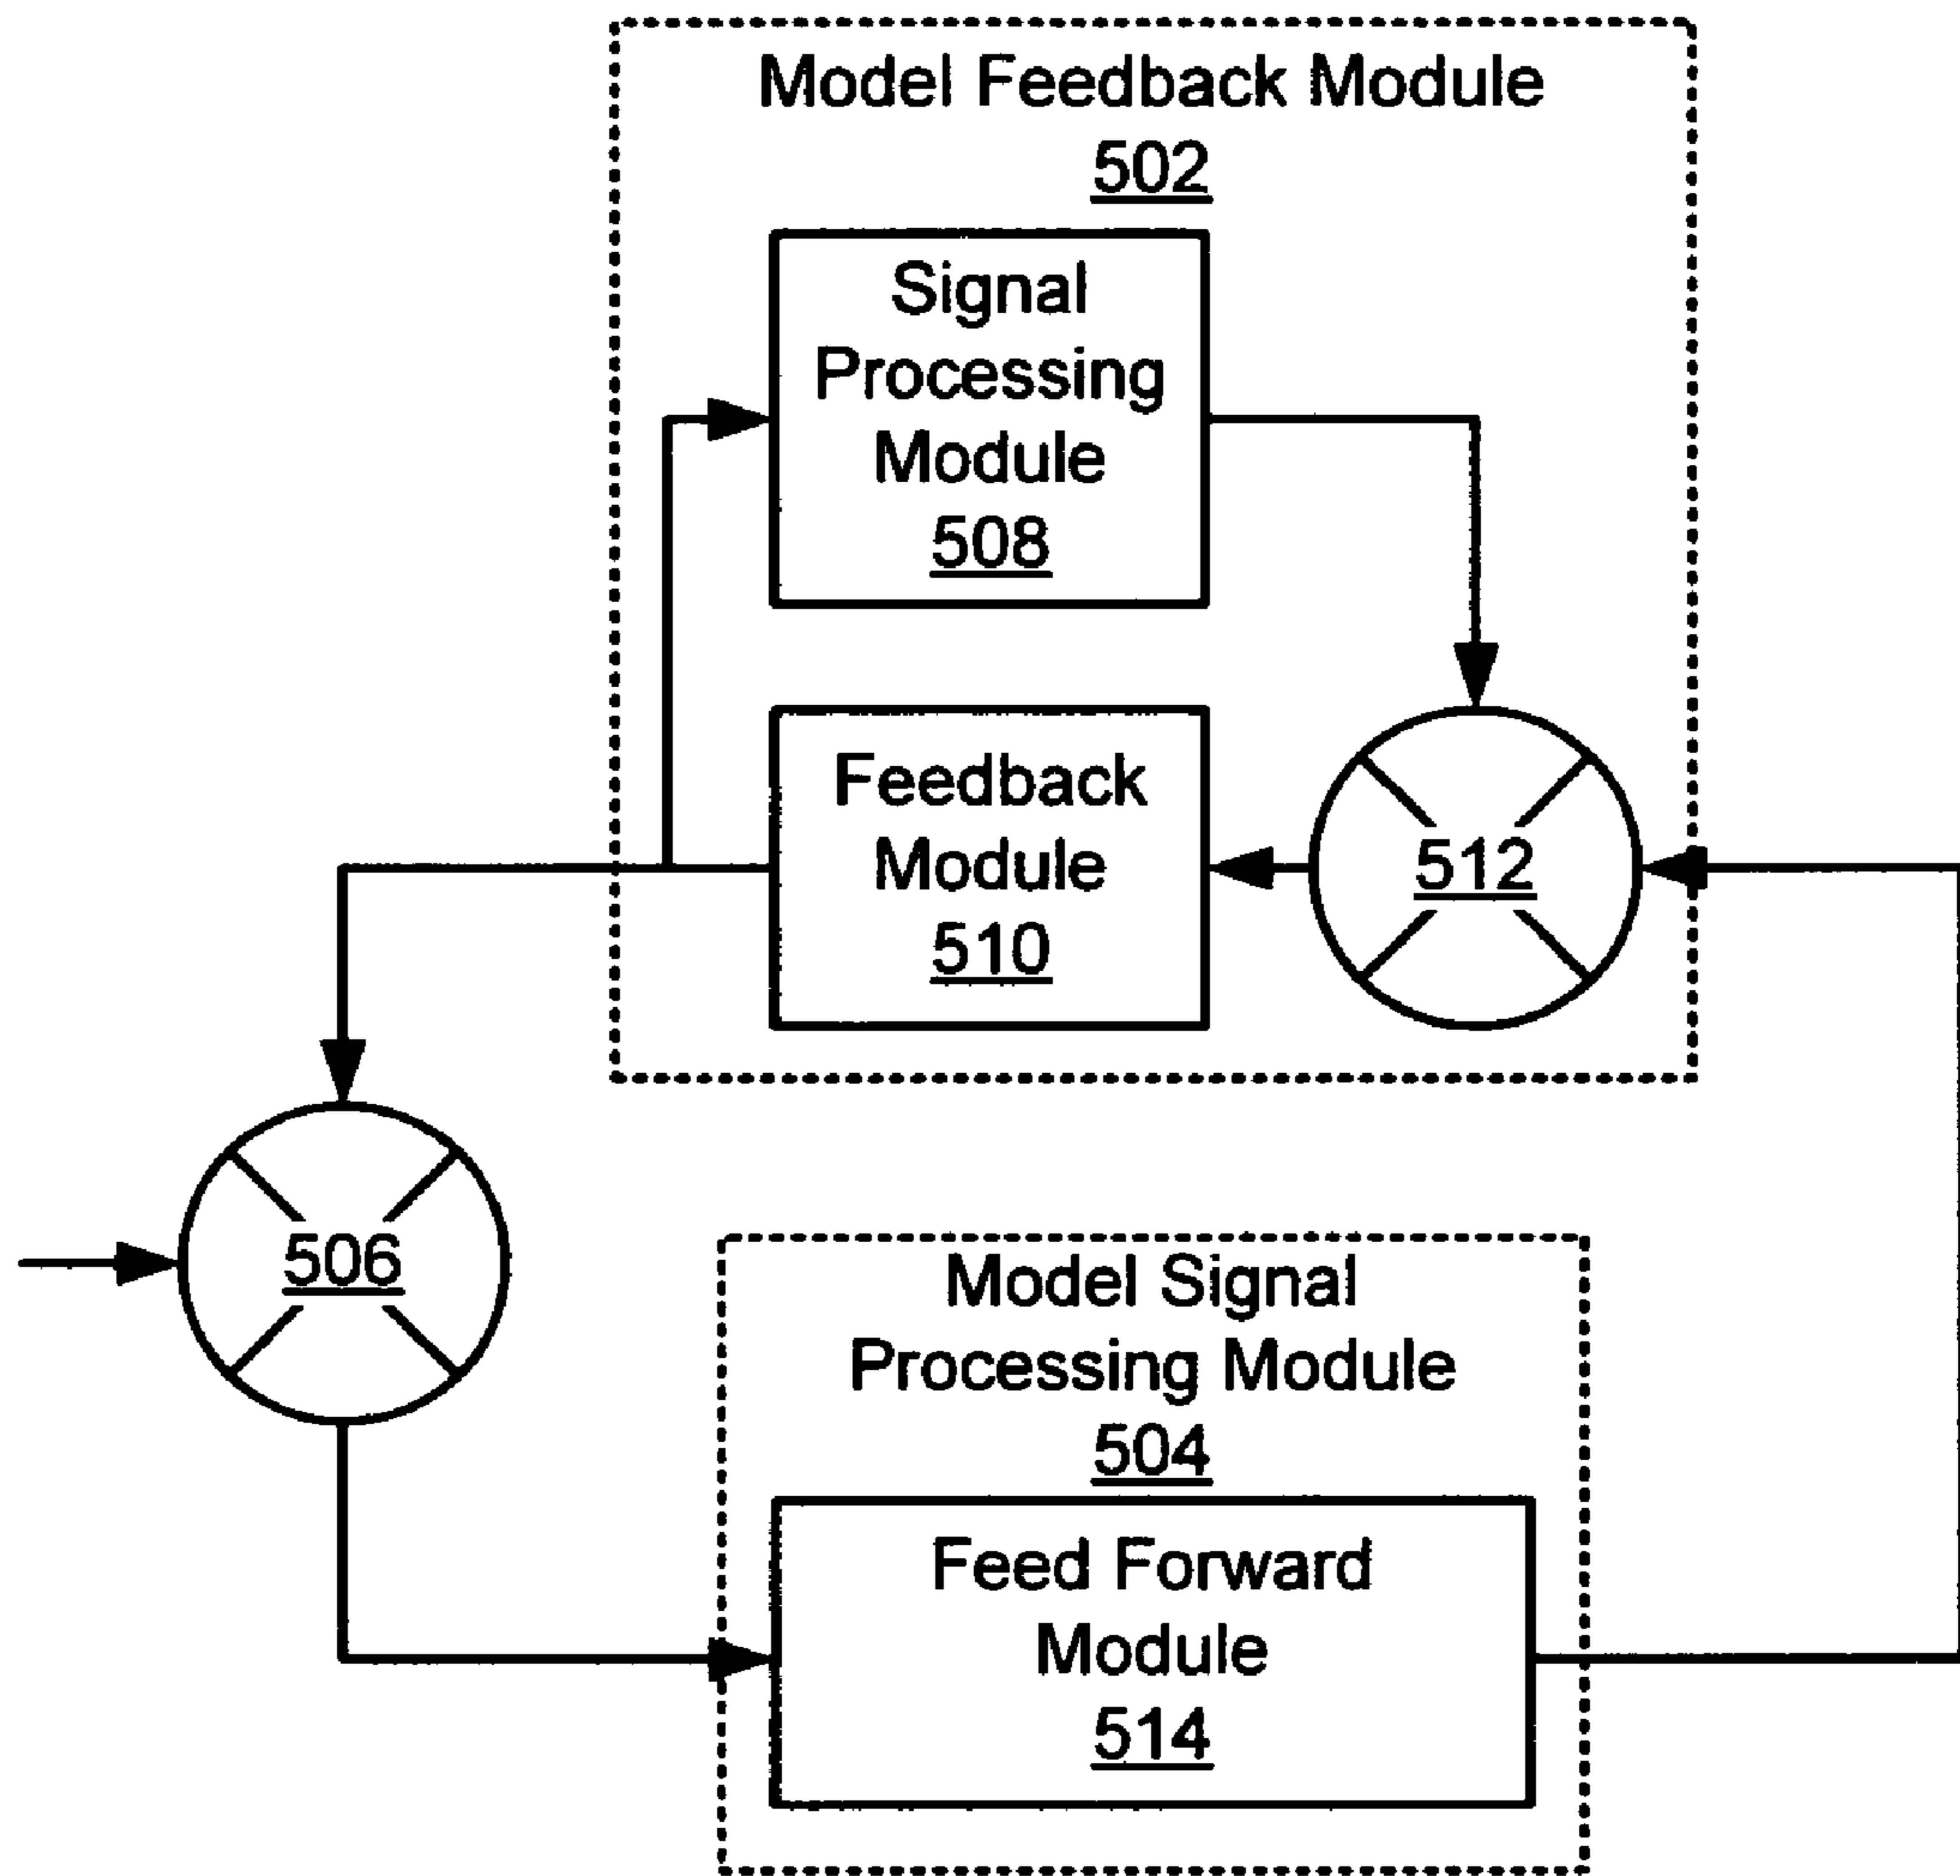 Model Feedback Module
502
Signal
Processing
Module
508
Feedback
Module
510
512
506
Model Signal
Processing Module
504
Feed Forward
Module
514